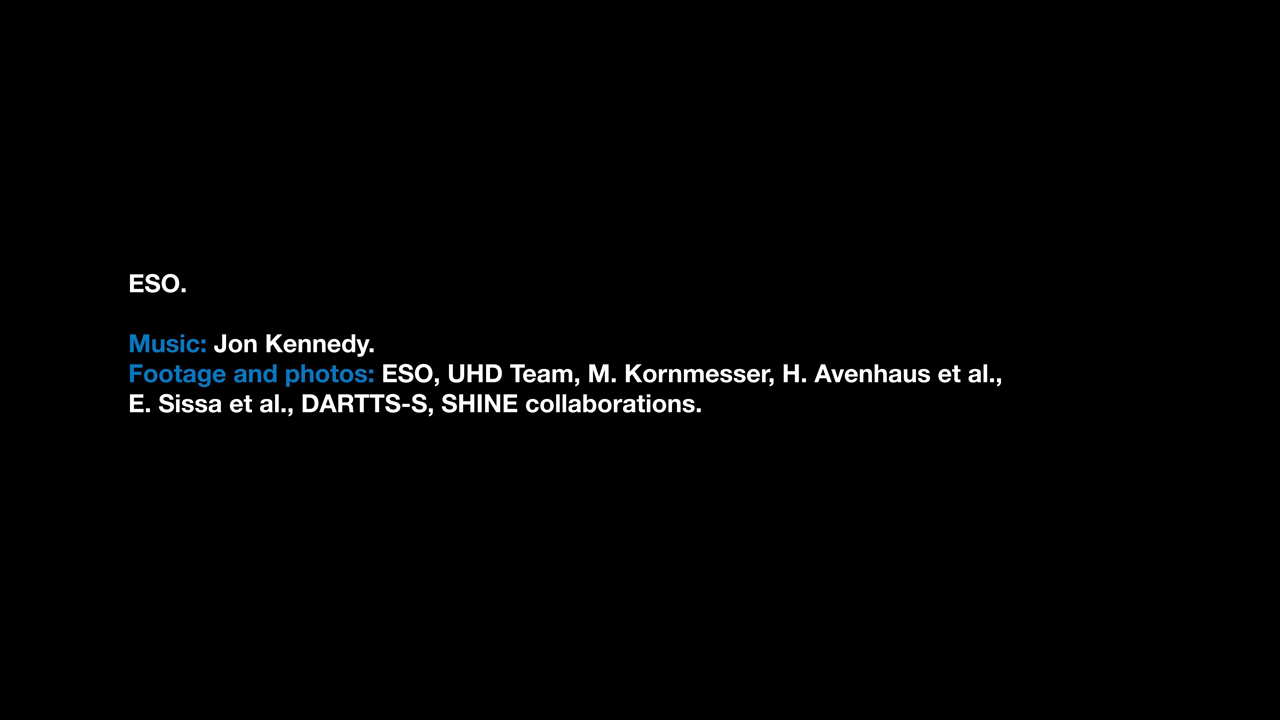 ESO.
Music: Jon Kennedy.
Footage and photos: ESO, UHD Team, M. Kornmesser, H. Avenhaus et al.,
E. Sissa et al., DARTTS-S, SHINE collaborations.